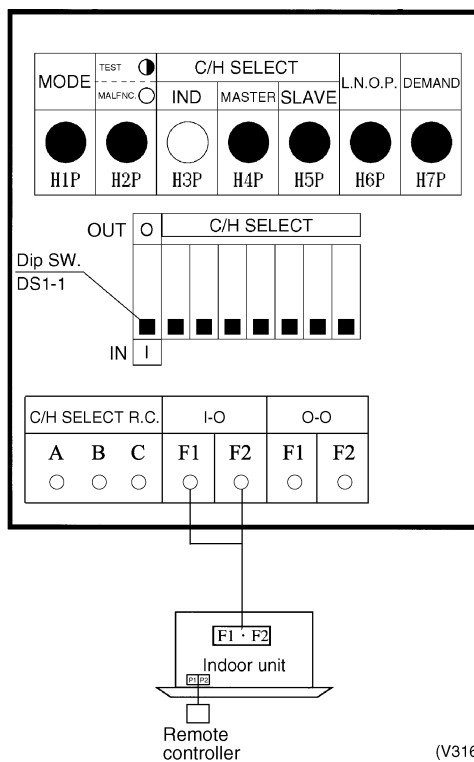 MODE TEST C/H SELECT L.N.O.P. DEMAND
MALFNC. IND MASTER SLAVE
H1P H2P H3P H4P H5P H6P H7P
OUT O C/H SELECT
Dip SW.
DS1-1
IN I
C/H SELECT R.C. I-O O-O
A B C F1 F2 F1 F2
F1 · F2
Indoor unit
P1 P2
Remote
controller
(V316